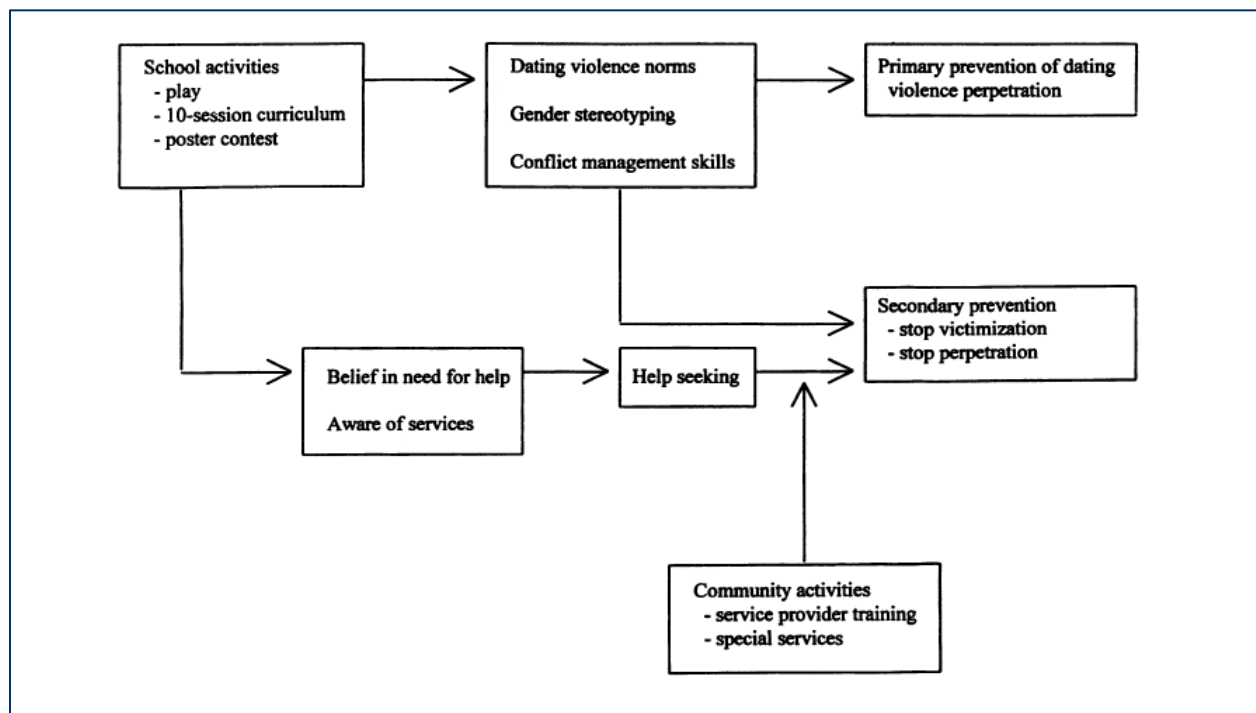 School activities
- play
- 10-session curriculum
- poster contest
Dating violence norms
Gender stereotyping
Conflict management skills
Primary prevention of dating
violence perpetration
Secondary prevention
- stop victimization
- stop perpetration
Belief in need for help
Aware of services
Help seeking
Community activities
- service provider training
- special services